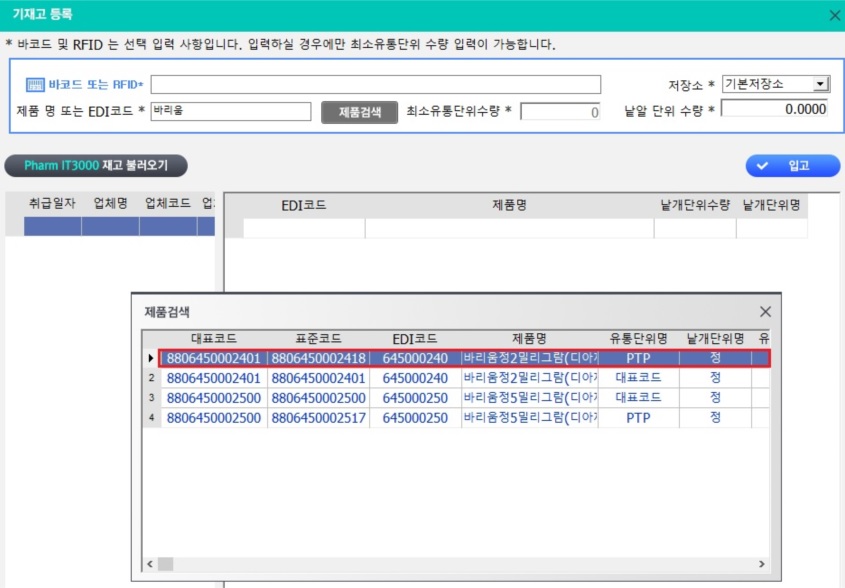 기재고 등록
* 바코드 및 RFID 는 선택 입력 사항입니다. 입력하실 경우에만 최소유통단위 수량 입력이 가능합니다.
바코드 또는 RFID* 저장소 * 기본저장소
제품 명 또는 EDI코드 * 바리움 제품검색 최소유통단위수량 * 0 낱알 단위 수량 * 0.0000
Pharm IT3000 재고 불러오기 입고
취급일자 업체명 업체코드 EDI코드 제품명 낱개단위수량 낱개단위명
제품검색
대표코드 표준코드 EDI코드 제품명 유통단위명 낱개단위명 유
8806450002401 8806450002418 645000240 바리움정2밀리그람(디아 PTP 정
2 8806450002401 8806450002401 645000240 바리움정2밀리그람(디아 대표코드 정
3 8806450002500 8806450002500 645000250 바리움정5밀리그람(디아 대표코드 정
4 8806450002500 8806450002517 645000250 바리움정5밀리그람(디아 PTP 정